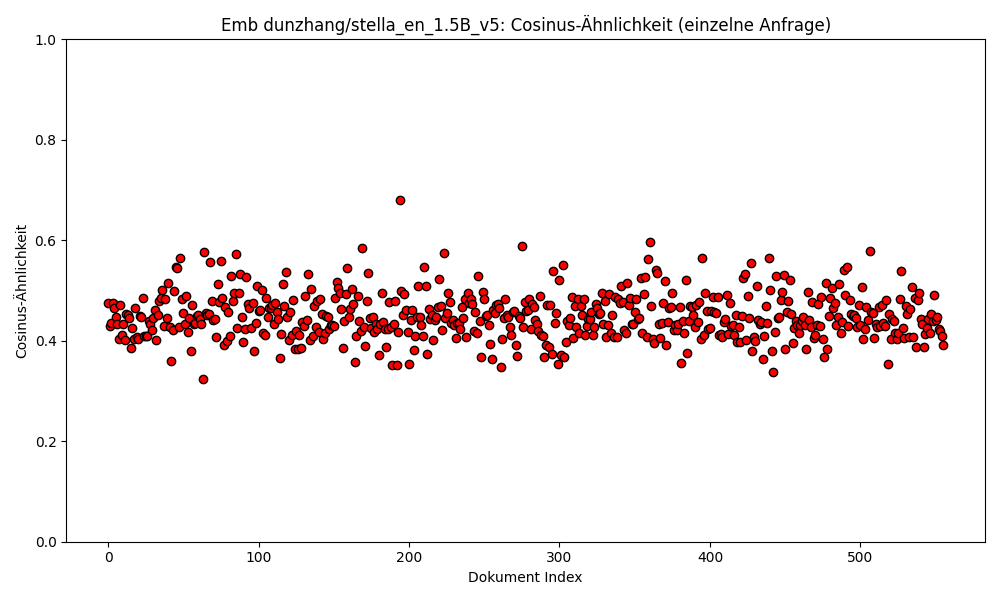 Emb dunzhang/stella_en_1.5B_v5: Cosinus-Ähnlichkeit (einzelne Anfrage)
1.0
0.8
0.6
0.4
0.2
0.0
Cosinus-Ähnlichkeit
0 100 200 300 400 500
Dokument Index